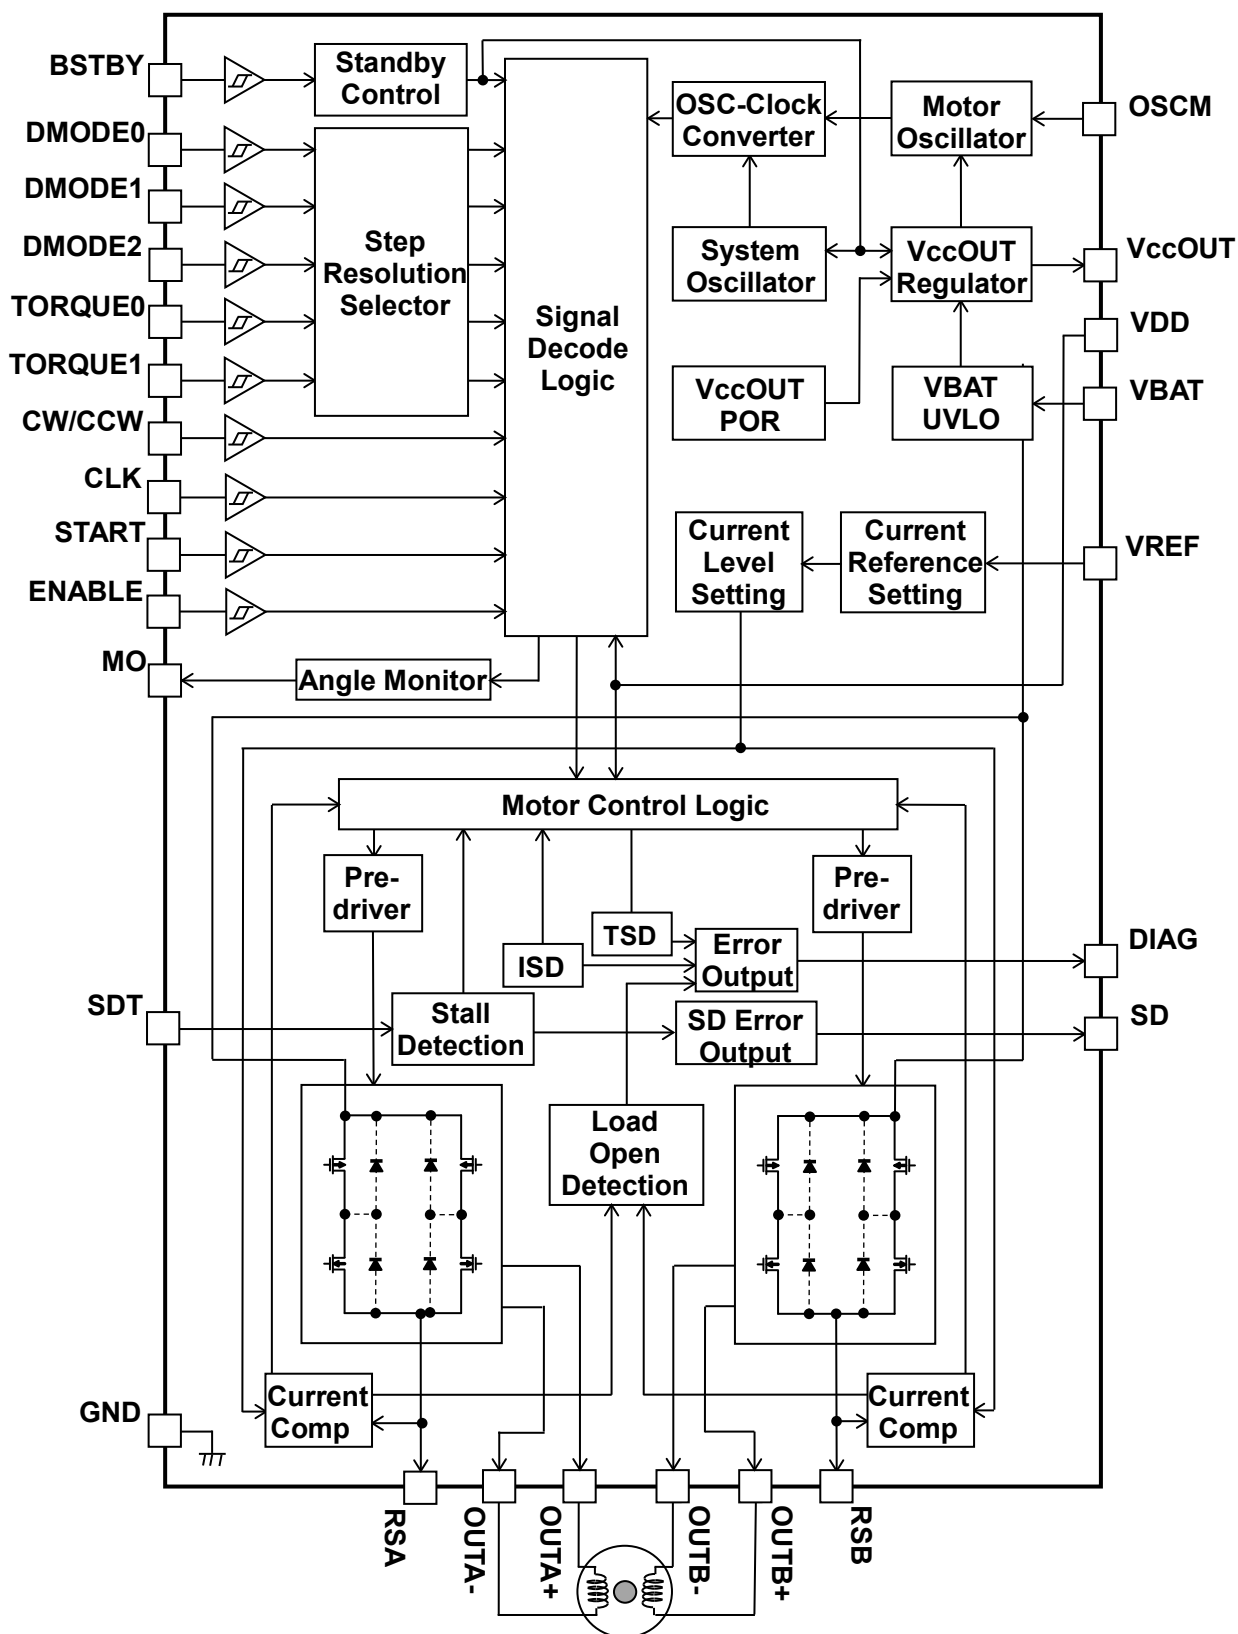 BSTBY
DMODE0
DMODE1
DMODE2
TORQUE0
TORQUE1
CW/CCW
CLK
START
ENABLE
MO
SDT
GND
Standby
Control
Step
Resolution
Selector
Signal
Decode
Logic
Angle Monitor
OSC-Clock
Converter
Motor
Oscillator
System
Oscillator
VccOUT
Regulator
VccOUT
POR
VBAT
UVLO
Current
Level
Setting
Current
Reference
Setting
OSCM
VccOUT
VDD
VBAT
VREF
DIAG
SD
Motor Control Logic
Pre-
driver
Pre-
driver
TSD
ISD
Error
Output
Stall
Detection
SD Error
Output
Load
Open
Detection
Current
Comp
Current
Comp
RSA
OUTA-
OUTA+
OUTB-
OUTB+
RSB